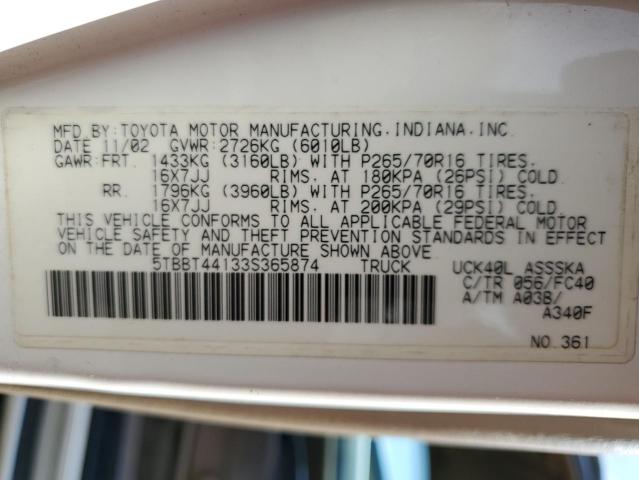 MFD.BY:TOYOTA MOTOR MANUFACTURING.INDIANA.INC.
DATE 11/02 GVWR:2726KG (6010LB)
GAWR:FRT. 1433KG (3160LB) WITH P265/70R16 TIRES.
16X7JJ RIMS. AT 180KPA (26PSI) COLD.
RR. 1796KG (3960LB) WITH P265/70R16 TIRES.
16X7JJ RIMS. AT 200KPA (29PSI) COLD.
THIS VEHICLE CONFORMS TO ALL APPLICABLE FEDERAL MOTOR
VEHICLE SAFETY AND THEFT PREVENTION STANDARDS IN EFFECT
ON THE DATE OF MANUFACTURE SHOWN ABOVE.
5TBBT44133S365874 TRUCK UCK40L ASSSKA
C/TR 056/FC40
A/TM A03B/
A340F
NO.361